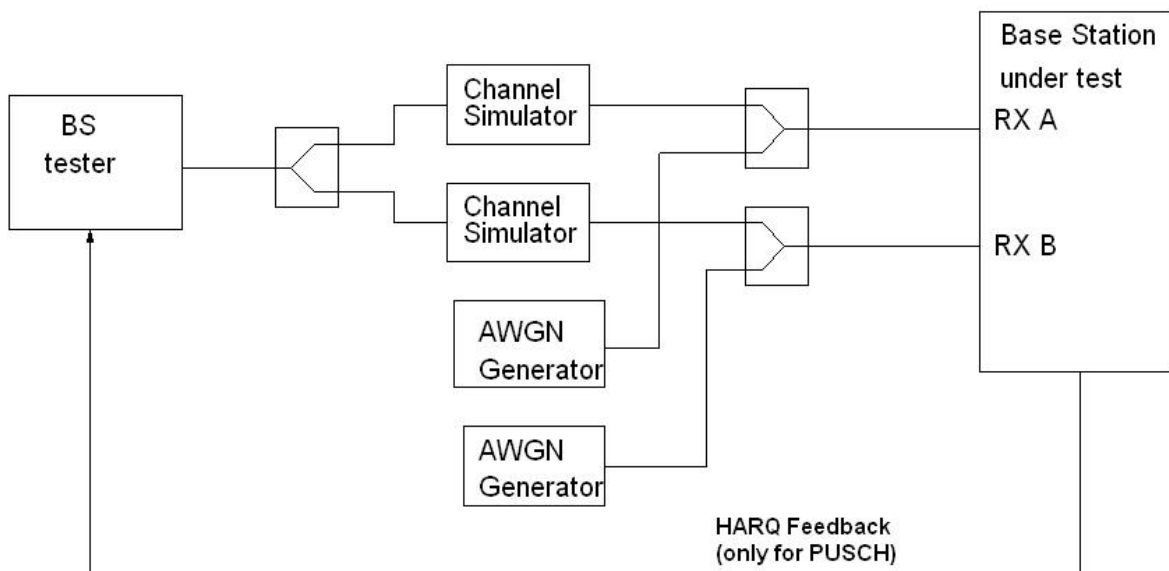 BS
tester
Channel
Simulator
Channel
Simulator
AWGN
Generator
AWGN
Generator
Base Station
under test
RX A
RX B
HARQ Feedback
(only for PUSCH)